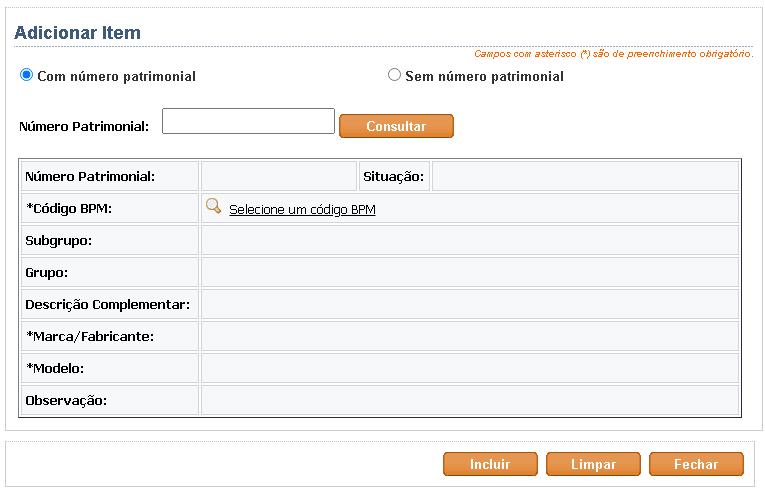 Adicionar Item
Campos com asterisco (*) são de preenchimento obrigatório.
Com número patrimonial Sem número patrimonial
Número Patrimonial: Consultar
Número Patrimonial: Situação:
*Código BPM: Selecione um código BPM
Subgrupo:
Grupo:
Descrição Complementar:
*Marca/Fabricante:
*Modelo:
Observação:
Incluir Limpar Fechar